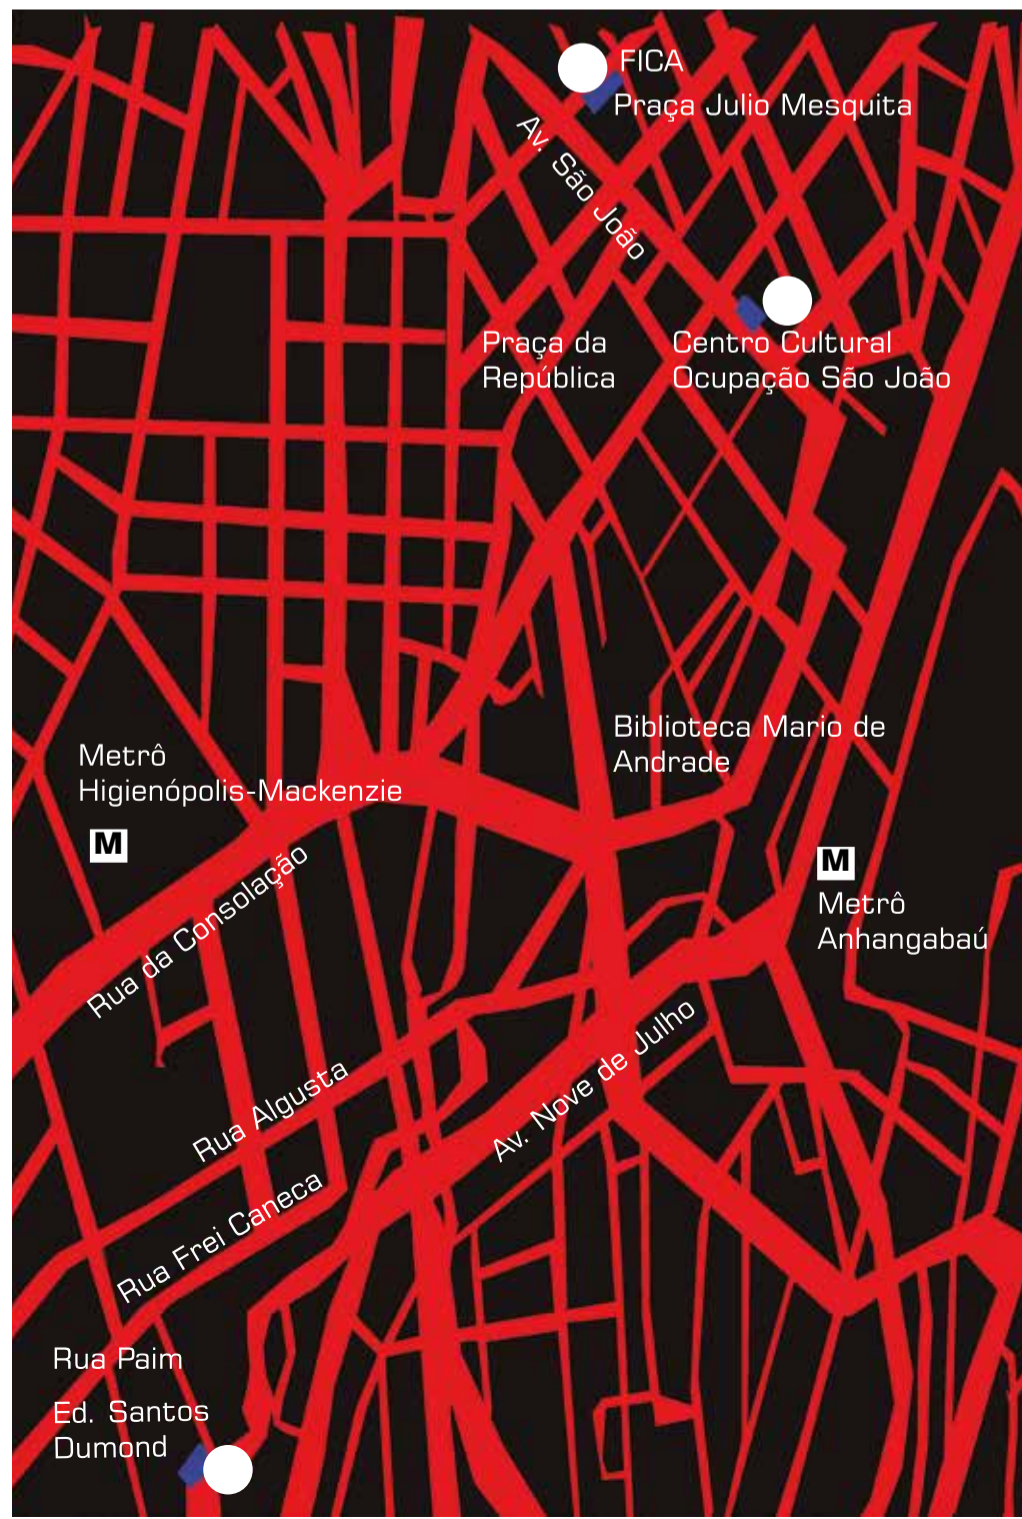 FICA
Praça Julio Mesquita
Av. São João
Praça da
República
Centro Cultural
Ocupação São João
Biblioteca Mario de
Andrade
Metrô
Higienópolis-Mackenzie
M
M
Metrô
Anhangabaú
Rua da Consolação
Av. Nove de Julho
Rua Algusta
Rua Frei Caneca
Rua Paim
Ed. Santos
Dumond